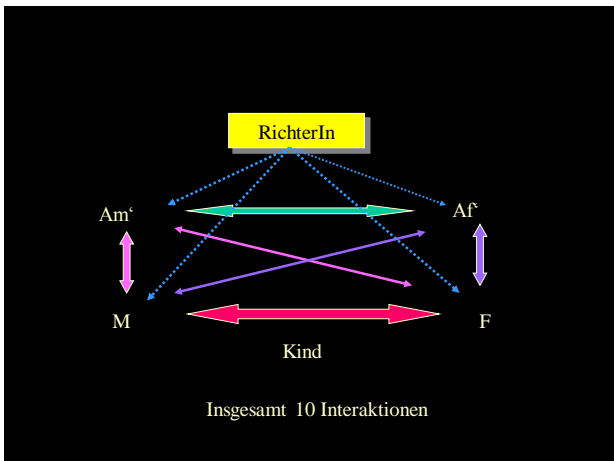 RichterIn
Am‘ Af‘
M F
Kind
Insgesamt 10 Interaktionen